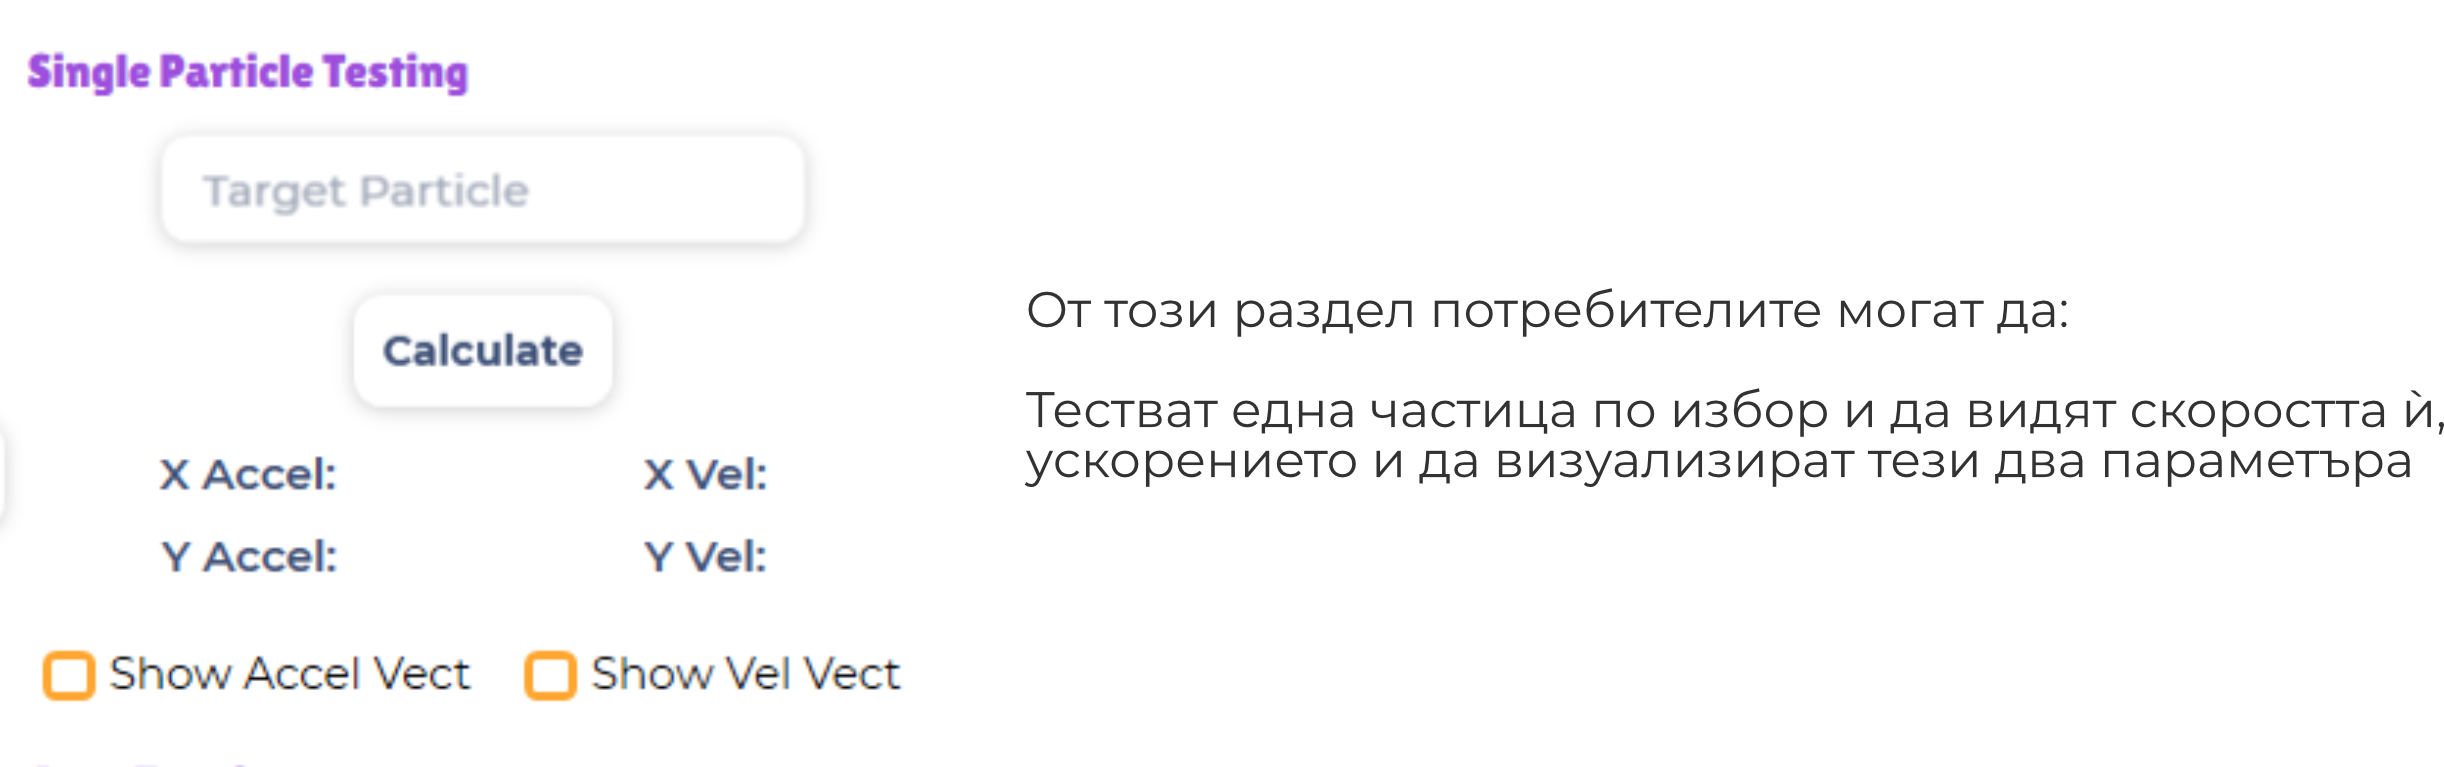 Single Particle Testing
Target Particle
Calculate
X Accel: X Vel:
Y Accel: Y Vel:
Show Accel Vect Show Vel Vect
От този раздел потребителите могат да:
Тестват една частица по избор и да видят скоростта ѝ,
ускорението и да визуализират тези два параметъра